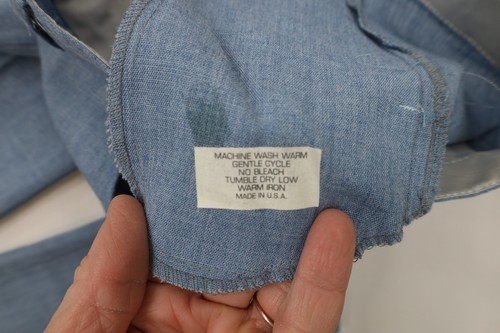 MACHINE WASH WARM
GENTLE CYCLE
NO BLEACH
TUMBLE DRY LOW
WARM IRON
MADE IN U.S.A.